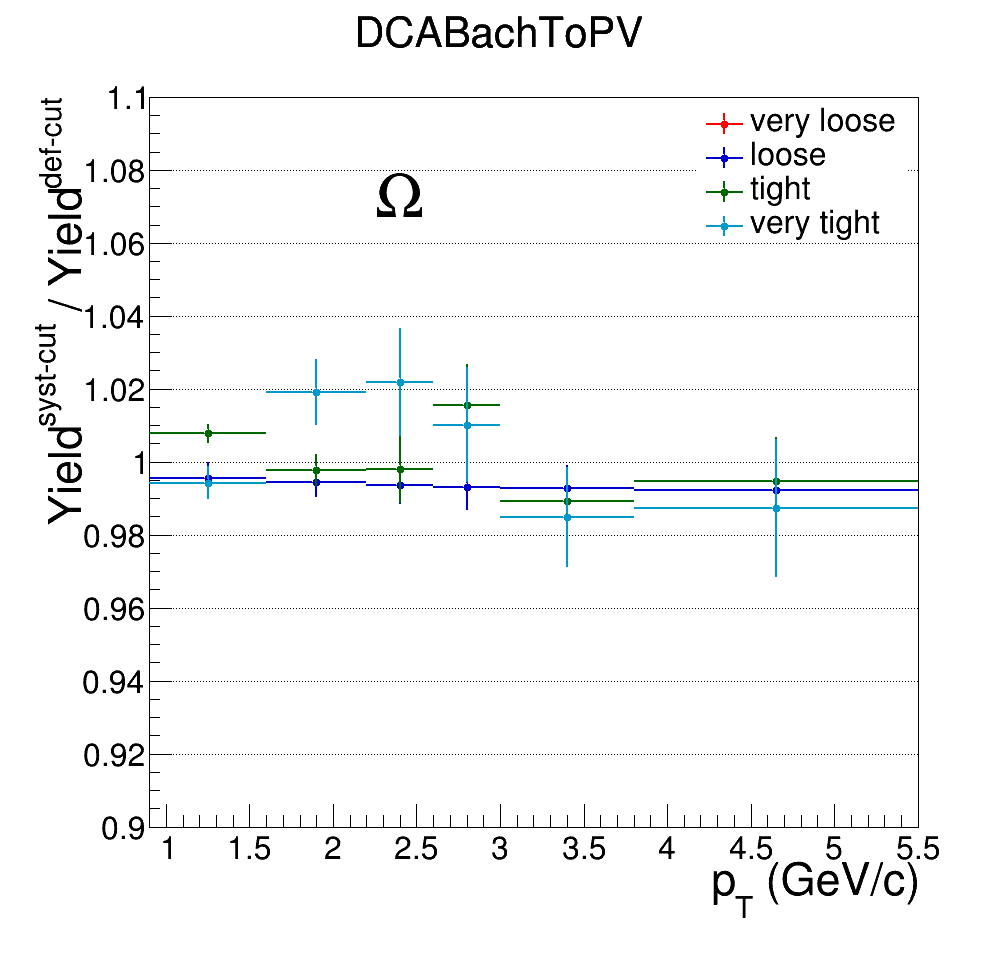 DCABachToPV
Yield^syst-cut / Yield^def-cut
1.1
1.08
1.06
1.04
1.02
1
0.98
0.96
0.94
0.92
0.9
Ω
very loose
loose
tight
very tight
1 1.5 2 2.5 3 3.5 4 4.5 5 5.5
p_T (GeV/c)